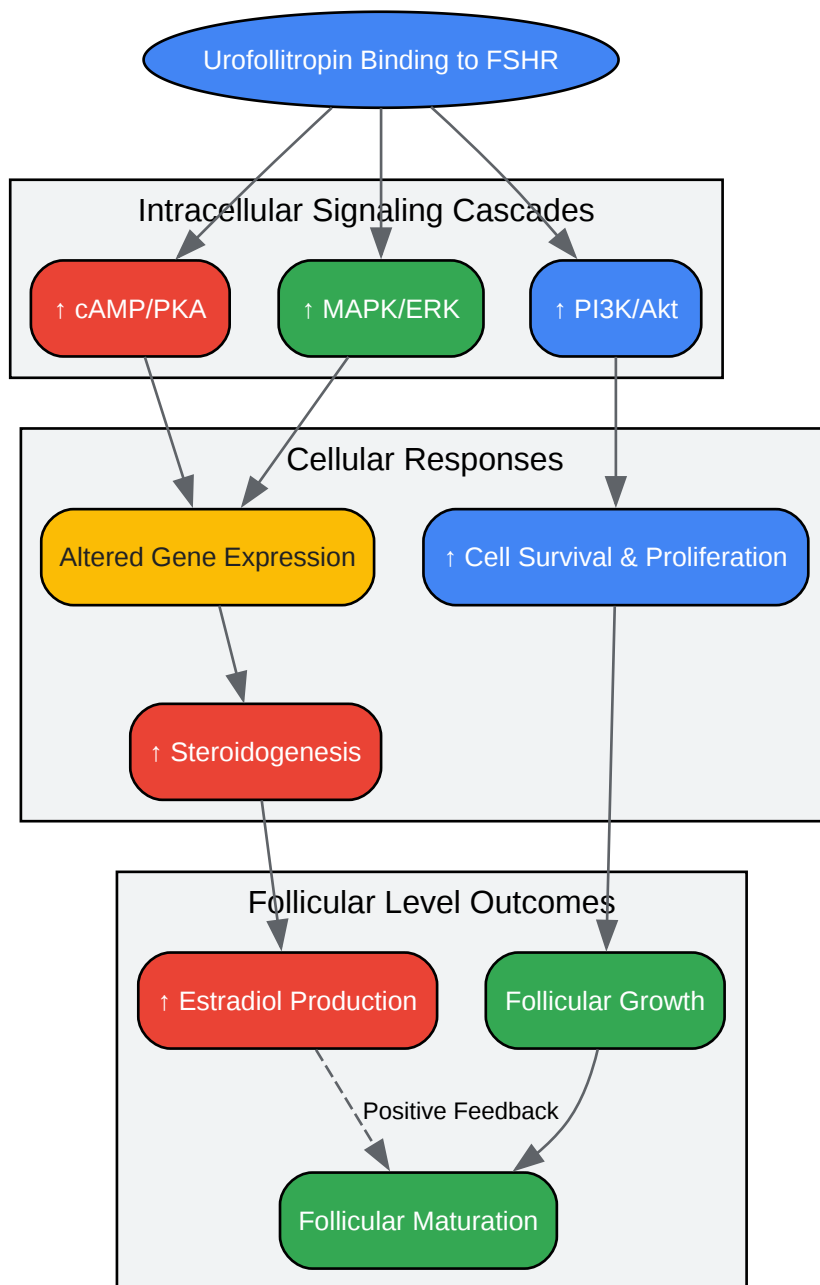 Urofollitropin Binding to FSHR
Intracellular Signaling Cascades
↑ cAMP/PKA
↑ MAPK/ERK
↑ PI3K/Akt
Cellular Responses
Altered Gene Expression
↑ Cell Survival & Proliferation
↑ Steroidogenesis
Follicular Level Outcomes
↑ Estradiol Production
Follicular Growth
Positive Feedback
Follicular Maturation